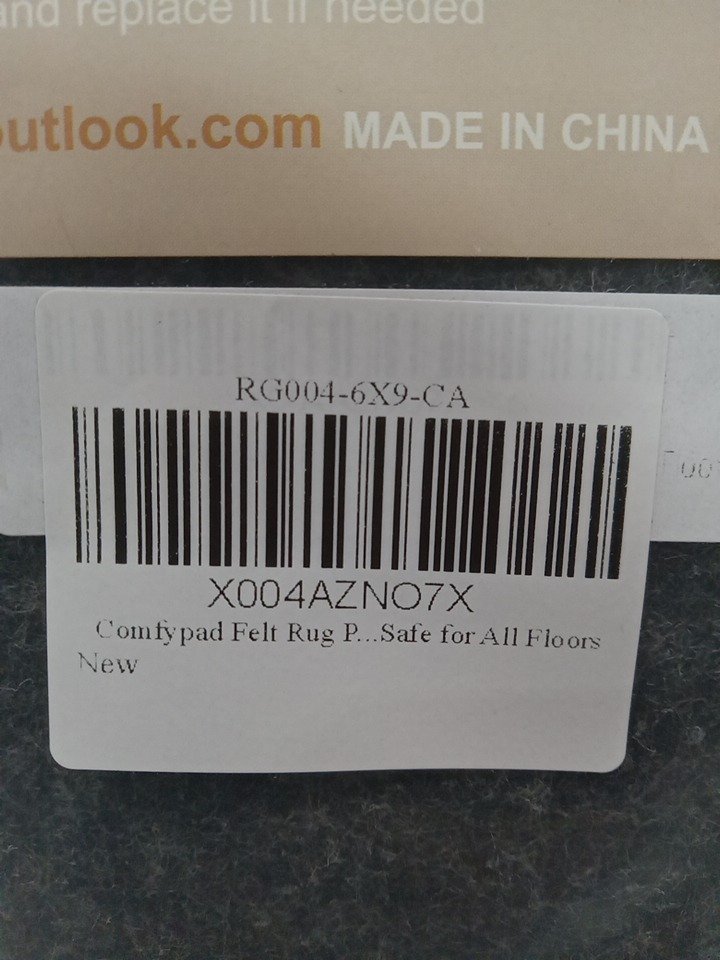 and replace it if needed
outlook.com MADE IN CHINA
RG004-6X9-CA
X004AZNO7X
Comfypad Felt Rug P...Safe for All Floors
New